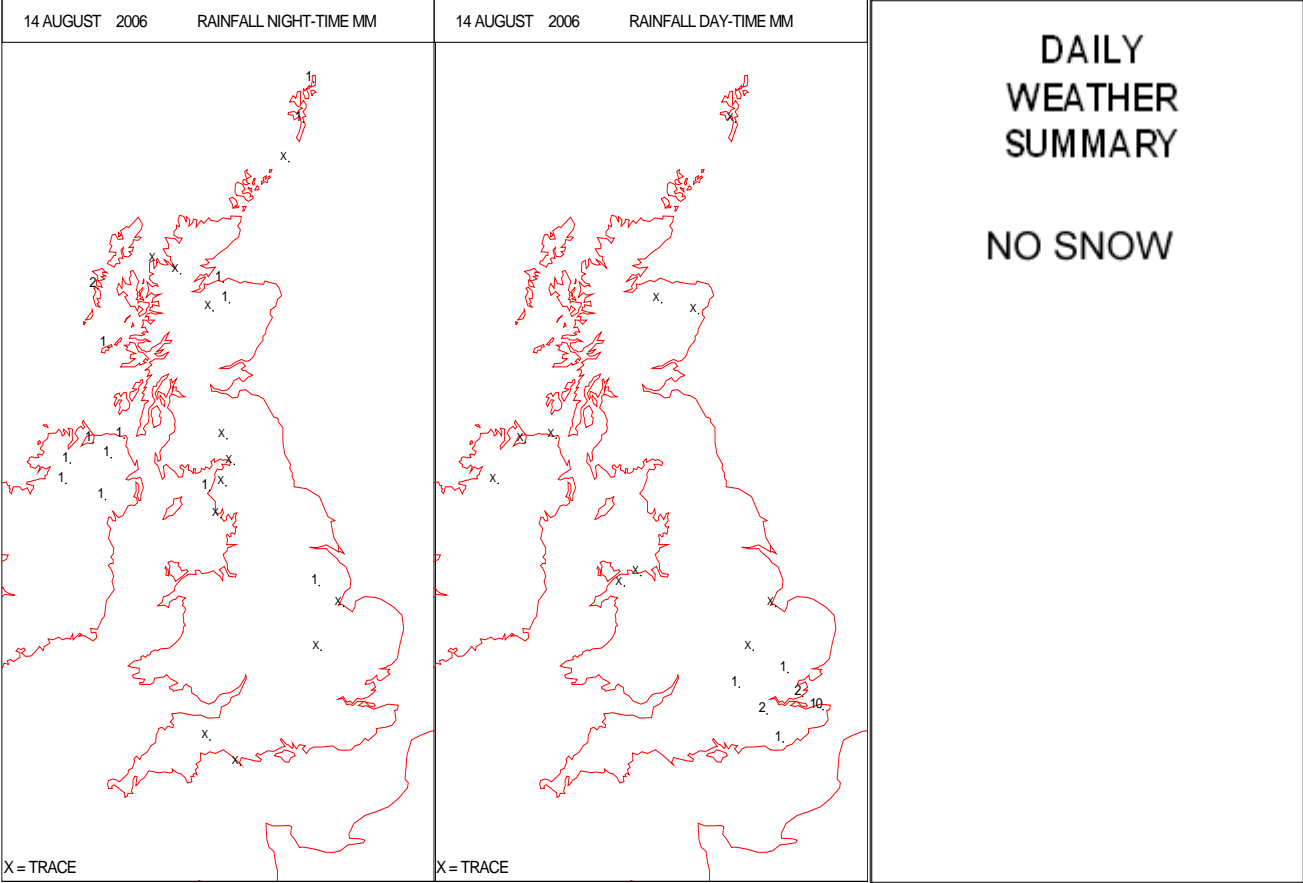 14 AUGUST 2006 RAINFALL NIGHT-TIME MM
1
1
X.
X
X.
2
1
1.
X.
1
X.
1
1
1.
1.
X.
1.
1
X.
1.
X
1.
X.
X.
X.
X.
X = TRACE
14 AUGUST 2006 RAINFALL DAY-TIME MM
X
X.
X.
X
X.
X.
X.
X.
X.
X.
1.
1.
2.
2.
10.
1.
X = TRACE
DAILY
WEATHER
SUMMARY
NO SNOW